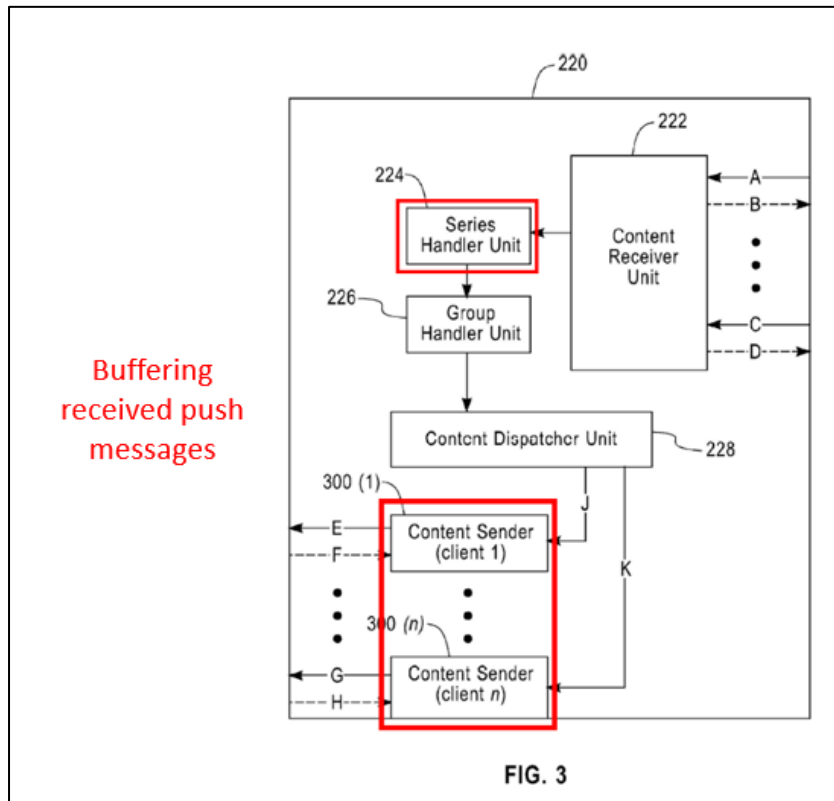 220
222
224
A
Series
Handler Unit
B
Content
Receiver
Unit
226
Group
Handler Unit
C
D
Buffering
received push
messages
Content Dispatcher Unit
228
300 (1)
J
E
Content Sender
(client 1)
F
K
300 (n)
G
Content Sender
(client n)
H
FIG. 3